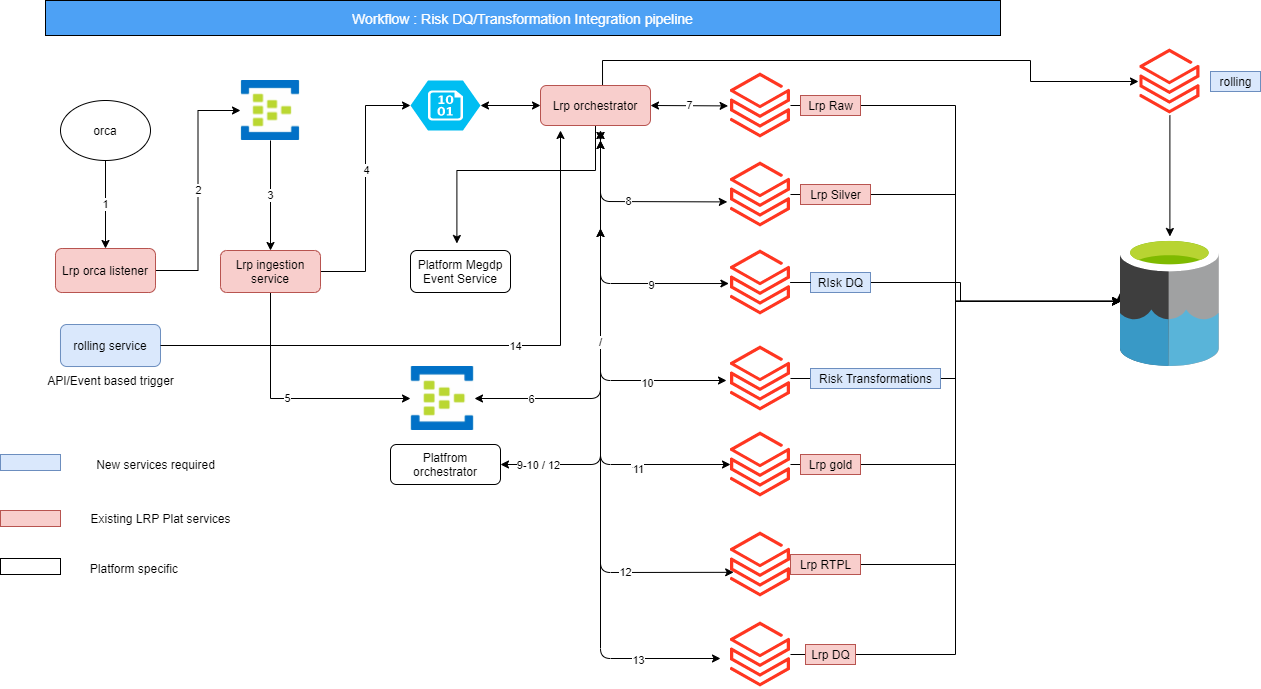 Workflow : Risk DQ/Transformation Integration pipeline
rolling
orca
10
01
Lrp orchestrator
7
Lrp Raw
1
2
3
4
8
Lrp Silver
Lrp orca listener
Lrp ingestion
service
Platform Megdp
Event Service
9
RIsk DQ
rolling service
14
/
API/Event based trigger
10
Risk Transformations
5
6
Platfrom
orchestrator
9-10 / 12
11
Lrp gold
New services required
Existing LRP Plat services
Platform specific
12
Lrp RTPL
13
Lrp DQ